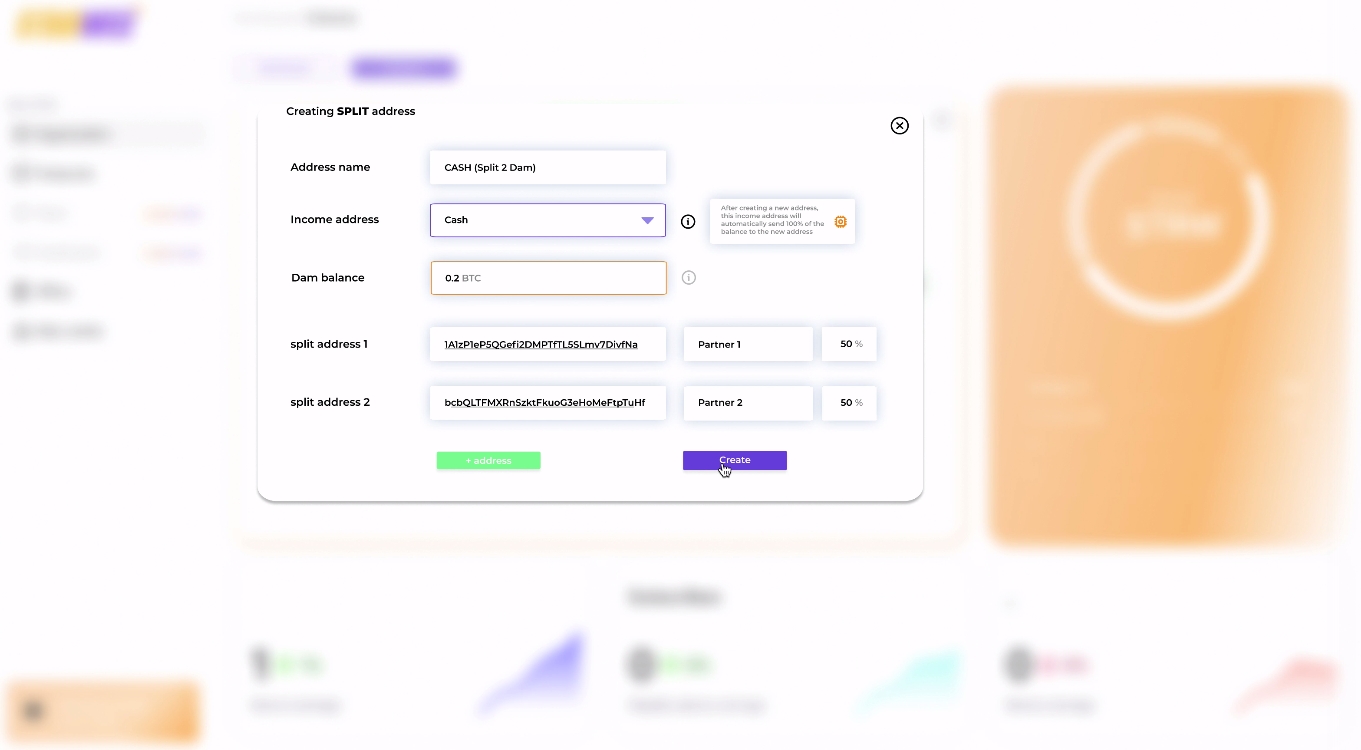 Creating SPLIT address
Address name
CASH (Split 2 Dam)
Income address
Cash
After creating a new address,
this income address will
automatically send 100% of the
balance to the new address
Dam balance
0.2 BTC
split address 1
1A1zP1eP5QGefi2DMPTfTL5SLmv7DivfNa
Partner 1
50 %
split address 2
bcbQLTFMXRnSzktFkuoG3eHoMeFtpTuHf
Partner 2
50 %
+ address
Create